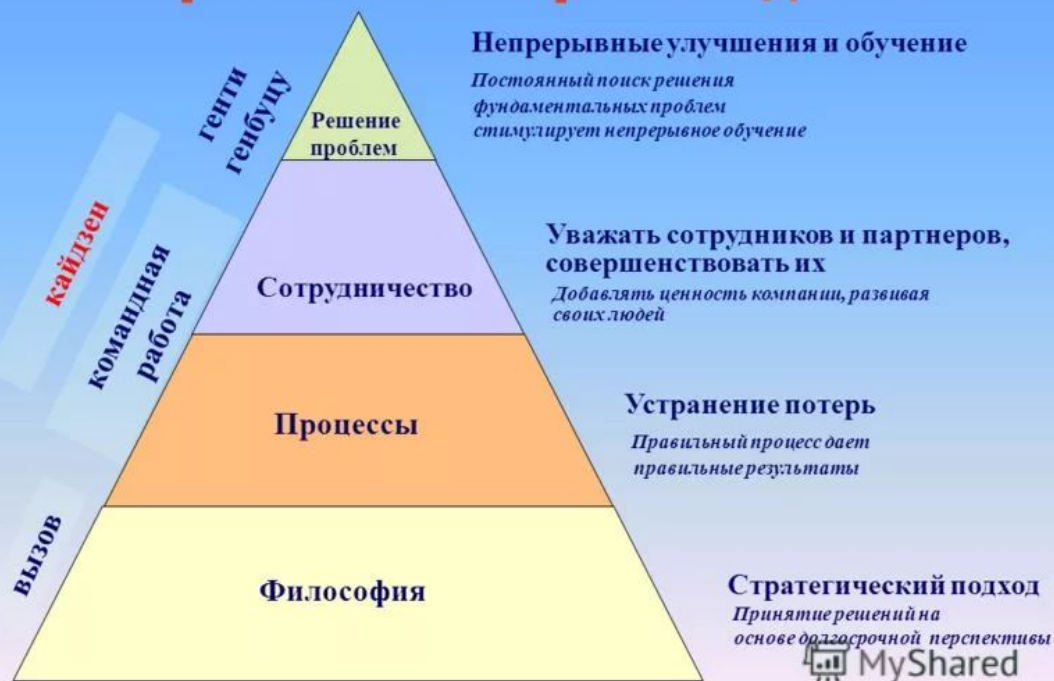 Непрерывные улучшения и обучение
Постоянный поиск решения
фундаментальных проблем
стимулирует непрерывное обучение
генти
генбуцу
Решение
проблем
кайдзен
командная
работа
Сотрудничество
Уважать сотрудников и партнеров,
совершенствовать их
Добавлять ценность компании, развивая
своих людей
Процессы
Устранение потерь
Правильный процесс дает
правильные результаты
вызов
Философия
Стратегический подход
Принятие решений на
основе долгосрочной перспективы
MyShared